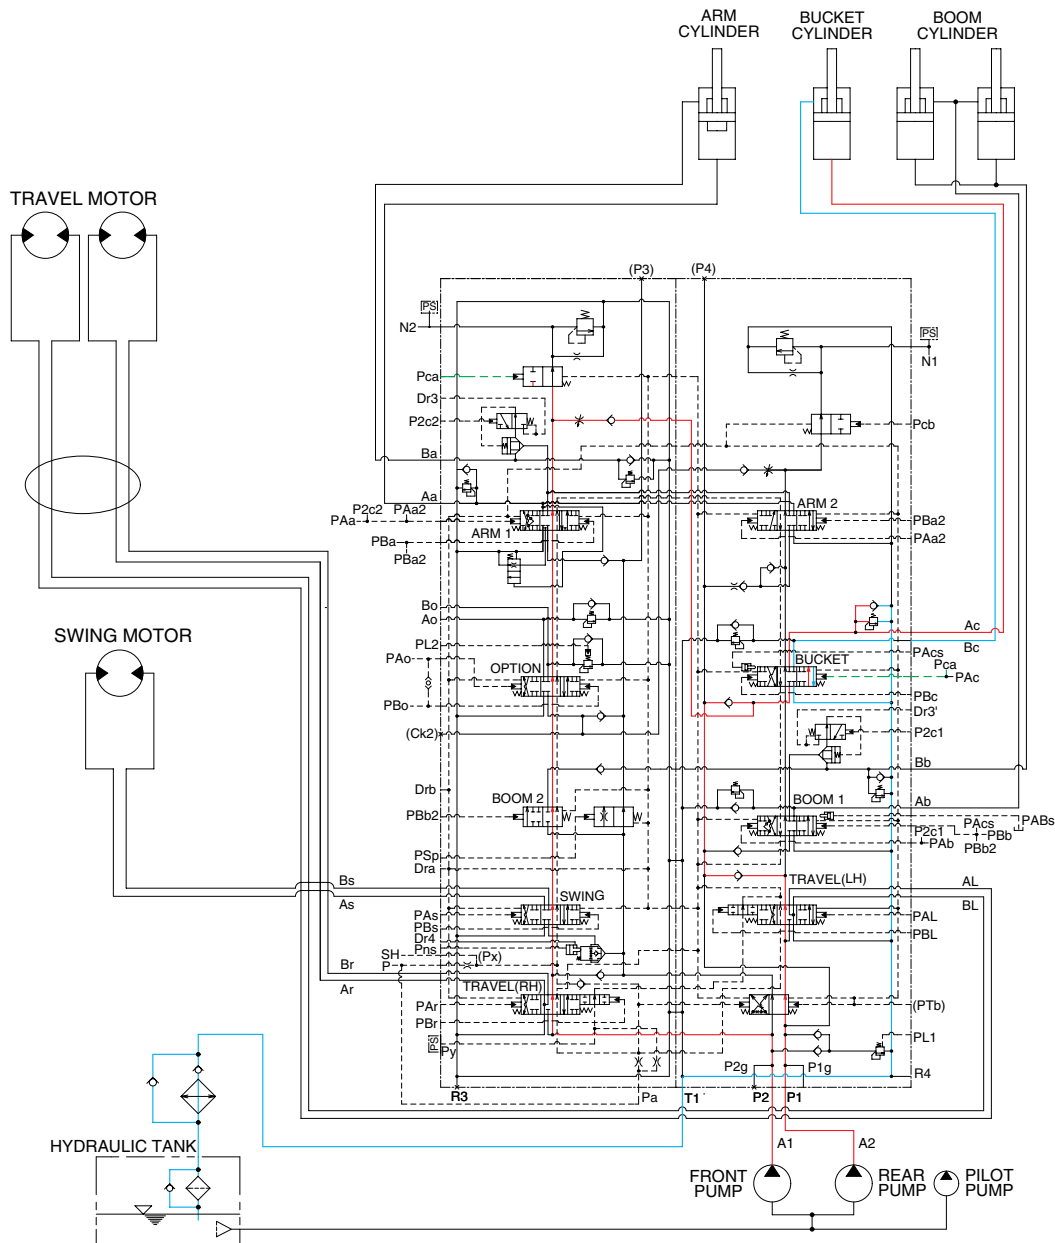 ARM
CYLINDER
BUCKET
CYLINDER
BOOM
CYLINDER
TRAVEL MOTOR
(P3)
(P4)
PS
N2
PS
N1
Pca
Dr3
P2c2
Pcb
Ba
Aa
P2c2
PAa2
PAa
ARM 1
PBa
PBa2
ARM 2
PBa2
PAa2
Bo
Ao
PL2
PAo
OPTION
PBo
(Ck2)
Ac
Bc
PAcs
Pca
BUCKET
PAc
PBc
Dr3'
P2c1
Bb
SWING MOTOR
Drb
BOOM 2
PBb2
PSp
Dra
BOOM 1
Ab
P2c1
PAcs
PABs
PBb
PAb
PBb2
Bs
As
SWING
PAs
PBs
Dr4
Pns
SH
P
(Px)
TRAVEL(LH)
AL
BL
PAL
PBL
Br
Ar
TRAVEL(RH)
PAr
PBr
PS
Py
(PTb)
PL1
P2g
P1g
R4
R3
Pa
T1
P2
P1
HYDRAULIC TANK
A1
A2
FRONT
PUMP
REAR
PUMP
PILOT
PUMP